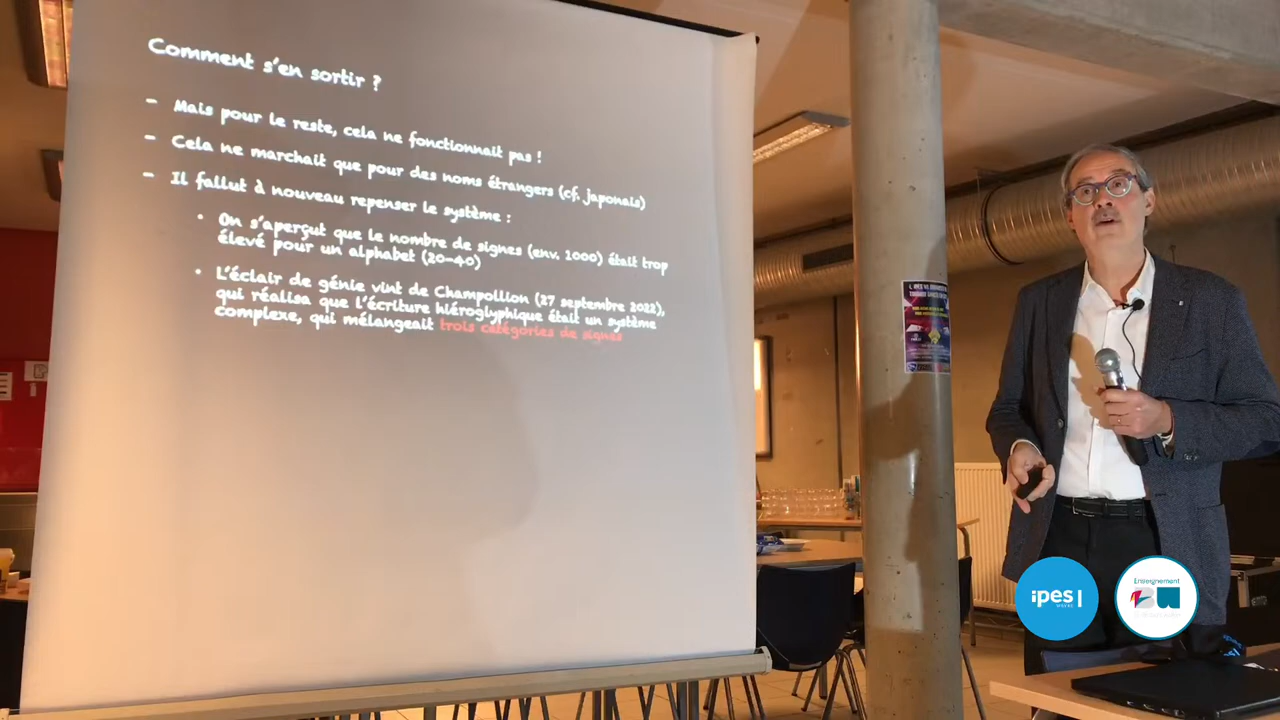 Comment s'en sortir ?
- Mais pour le reste, cela ne fonctionnait pas !
- Cela ne marchait que pour des noms étrangers (cf. japonais)
- Il fallut à nouveau repenser le système :
• On s'aperçut que le nombre de signes (env. 1000) était trop
élevé pour un alphabet (20-40)
• L'éclair de génie vint de Champollion (27 septembre 2022),
qui réalisa que l'écriture hiéroglyphique était un système
complexe, qui mélangeait trois catégories de signes
ipes
WAVRE
Enseignement